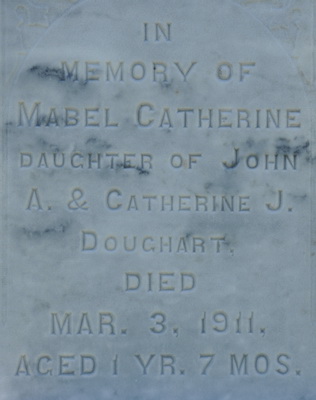 IN
MEMORY OF
MABEL CATHERINE
DAUGHTER OF JOHN
A. & CATHERINE J.
DOUGHART,
DIED
MAR. 3, 1911,
AGED 1 YR. 7 MOS.